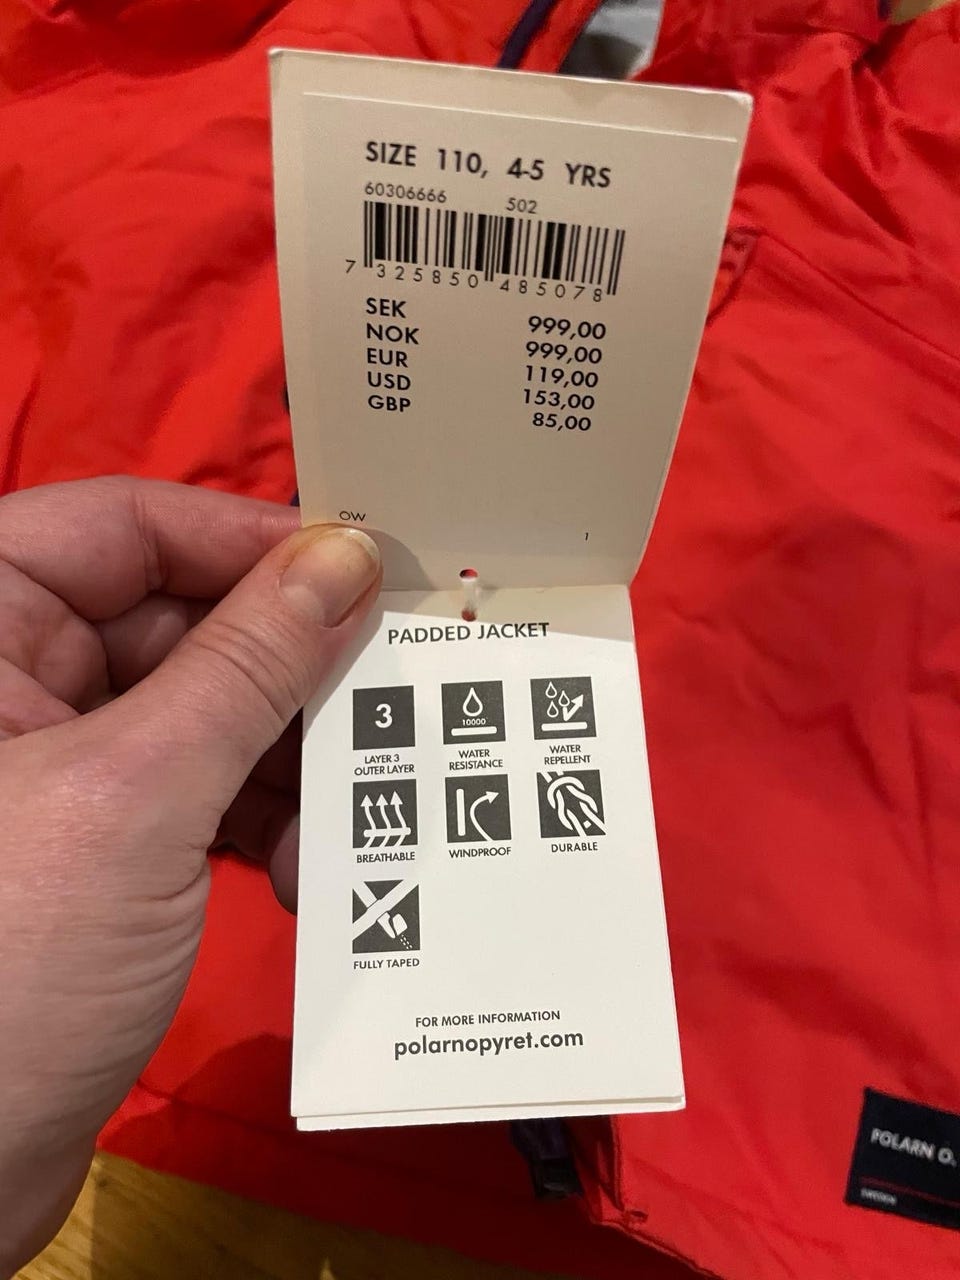 SIZE 110, 4-5 YRS
60306666 502
7 325850 485078
SEK 999,00
NOK 999,00
EUR 119,00
USD 153,00
GBP 85,00
OW 1
PADDED JACKET
3
10000
LAYER 3
OUTER LAYER
WATER
RESISTANCE
WATER
REPELLENT
BREATHABLE
WINDPROOF
DURABLE
FULLY TAPED
FOR MORE INFORMATION
polarnopyret.com
POLARN O.
SWEDEN